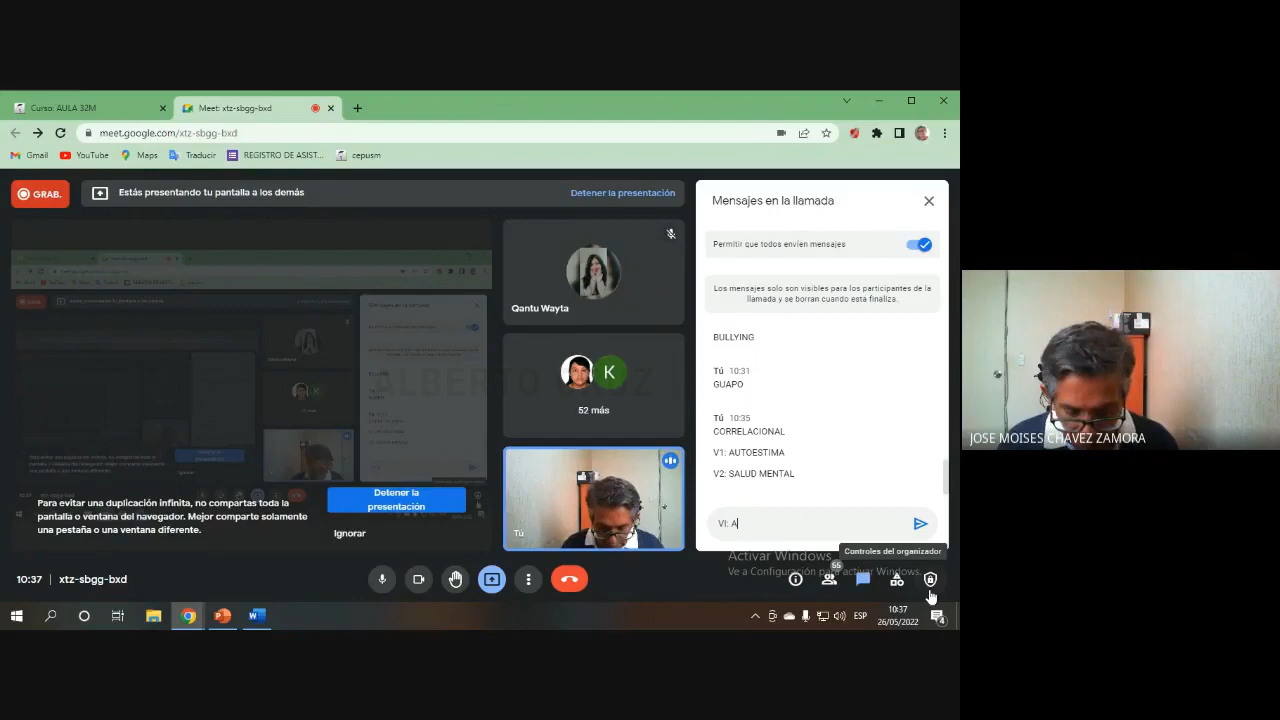 Curso: AULA 32M
Meet: xtz-sbgg-bxd
meet.google.com/xtz-sbgg-bxd
Gmail
YouTube
Maps
Traducir
REGISTRO DE ASIST...
cepusm
GRAB.
Estás presentando tu pantalla a los demás
Detener la presentación
Qantu Wayta
K
52 más
Tú
Para evitar una duplicación infinita, no compartas toda la
pantalla o ventana del navegador. Mejor comparte solamente
una pestaña o una ventana diferente.
Detener la
presentación
Ignorar
Mensajes en la llamada
Permitir que todos envíen mensajes
Los mensajes solo son visibles para los participantes de la
llamada y se borran cuando esta finaliza.
BULLYING
Tú 10:31
GUAPO
Tú 10:35
CORRELACIONAL
V1: AUTOESTIMA
V2: SALUD MENTAL
VI: A
Controles del organizador
Activar Windows
Ve a Configuración para activar Windows.
10:37
xtz-sbgg-bxd
55
ESP
10:37
26/05/2022
4
JOSE MOISES CHAVEZ ZAMORA